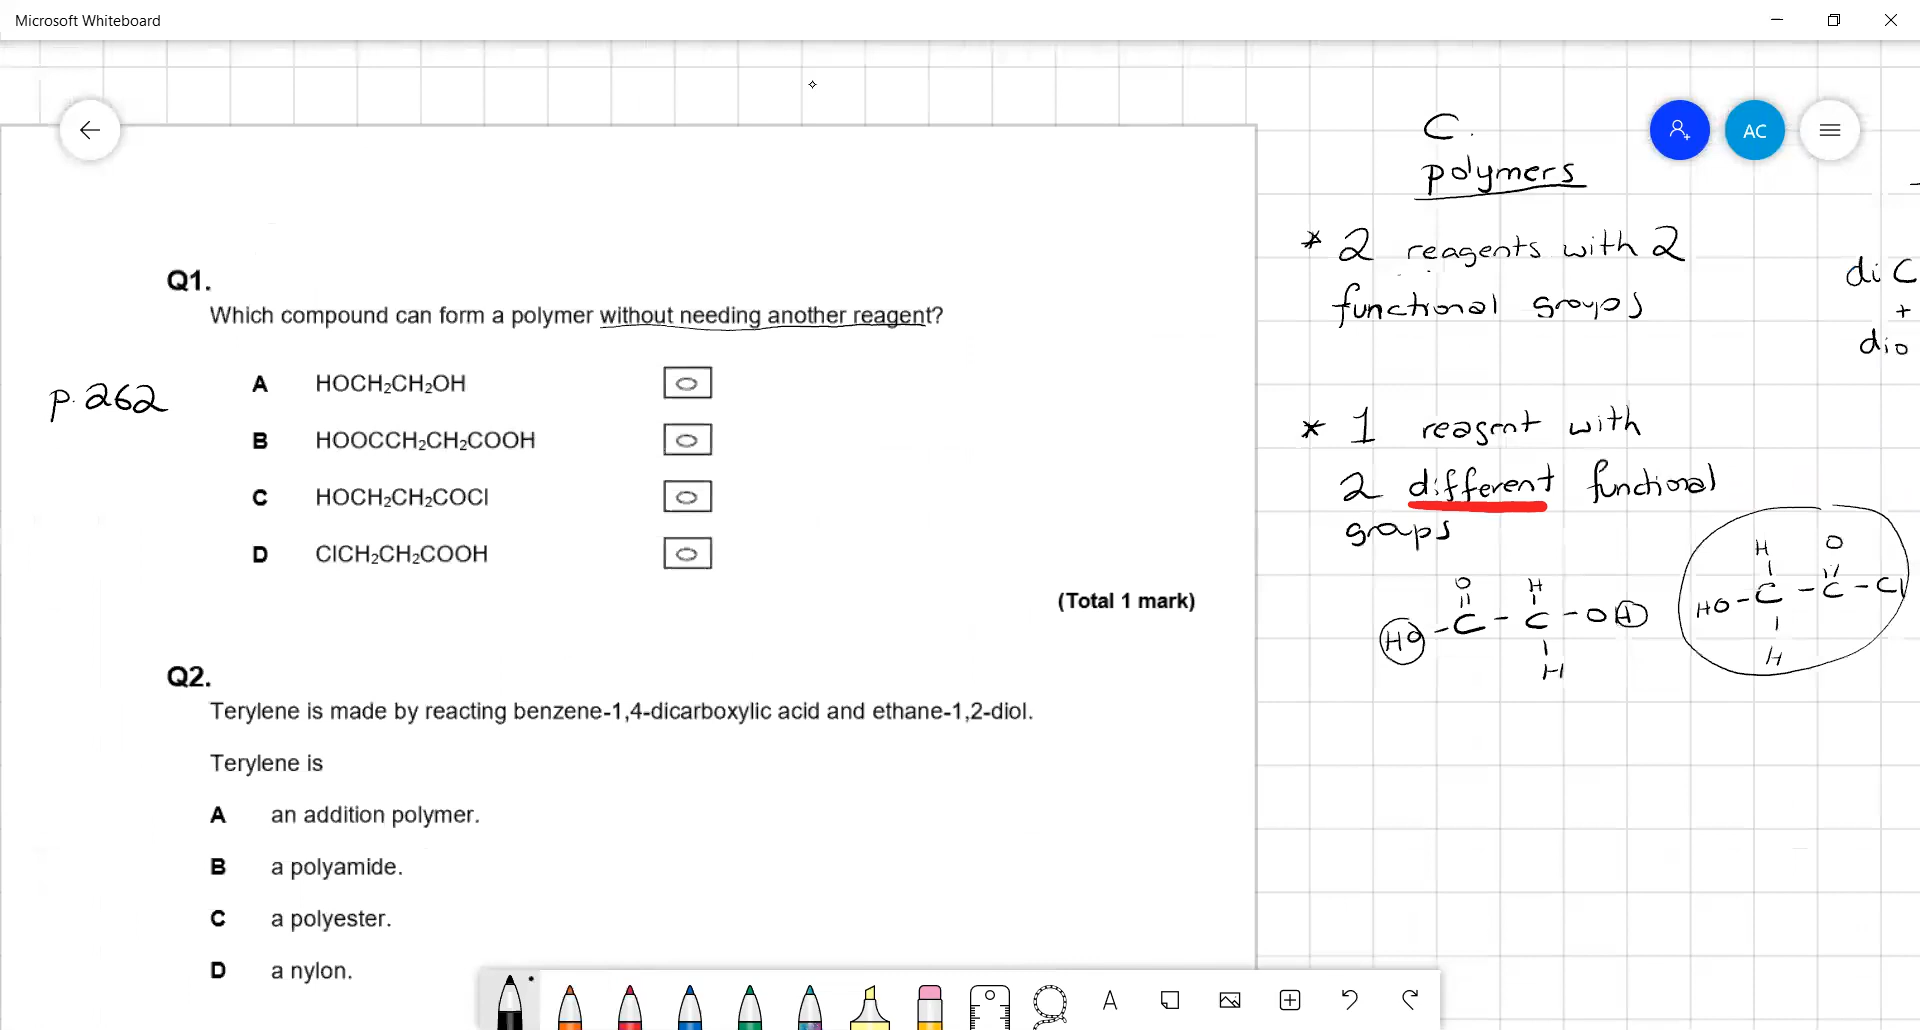 Microsoft Whiteboard
AC
Q1.
Which compound can form a polymer without needing another reagent?
A HOCH₂CH₂OH
B HOOCCH₂CH₂COOH
C HOCH₂CH₂COCl
D ClCH₂CH₂COOH
(Total 1 mark)
p. 262
Q2.
Terylene is made by reacting benzene-1,4-dicarboxylic acid and ethane-1,2-diol.
Terylene is
A an addition polymer.
B a polyamide.
C a polyester.
D a nylon.
C.
polymers
* 2 reagents with 2
functional groups
di C
+
dio
* 1 reagent with
2 different functional
groups
O H
HO - C - C - OH
H
H O
HO - C - C - Cl
H
A